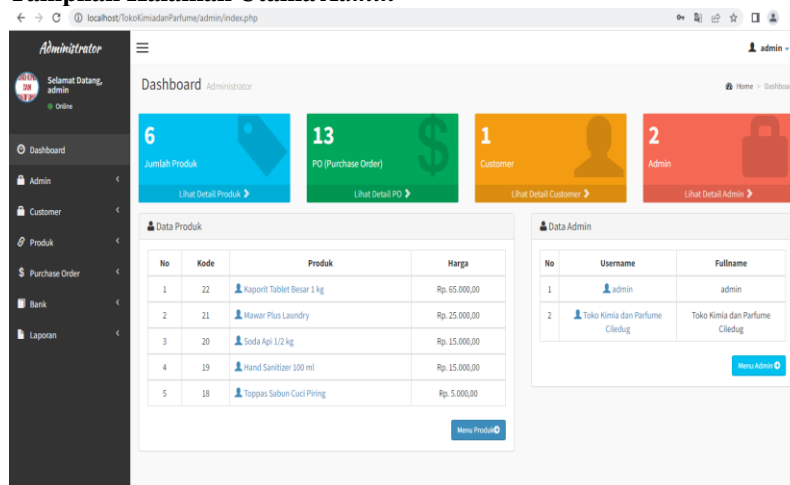 Tampilan Halaman Utama Admin
localhost/TokoKimiadanParfume/admin/index.php
Administrator
admin
Selamat Datang,
admin
Online
Dashboard Administrator
Home > Dashboar
Dashboard
Admin
Customer
Produk
Purchase Order
Bank
Laporan
6
Jumlah Produk
Lihat Detail Produk
13
PO (Purchase Order)
Lihat Detail PO
1
Customer
Lihat Detail Customer
2
Admin
Lihat Detail Admin
Data Produk
No Kode Produk Harga
1 22 Kaporit Tablet Besar 1 kg Rp. 65.000,00
2 21 Mawar Plus Laundry Rp. 25.000,00
3 20 Soda Api 1/2 kg Rp. 15.000,00
4 19 Hand Sanitizer 100 ml Rp. 15.000,00
5 18 Toppas Sabun Cuci Piring Rp. 5.000,00
Menu Produk
Data Admin
No Username Fullname
1 admin admin
2 Toko Kimia dan Parfume Ciledug Toko Kimia dan Parfume Ciledug
Menu Admin